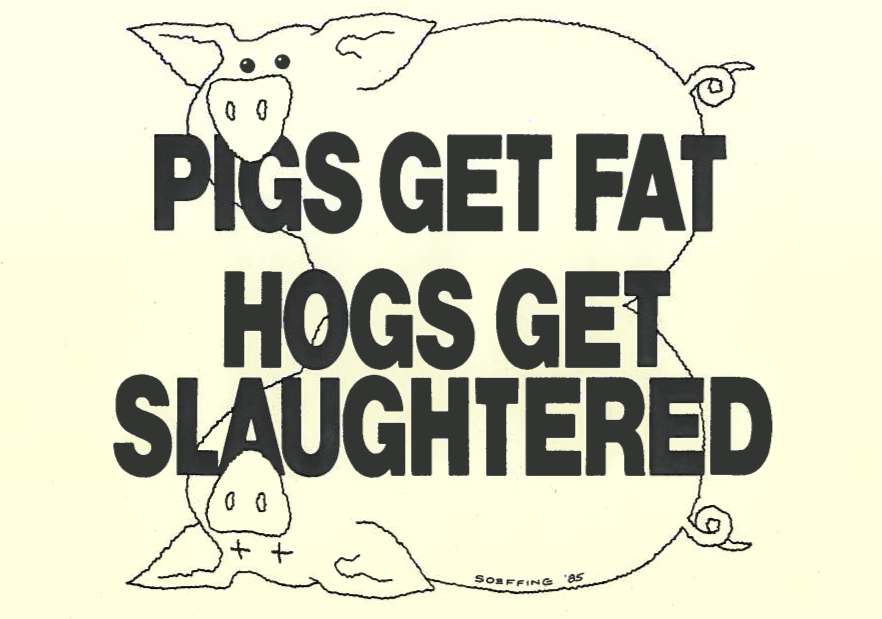 PIGS GET FAT
HOGS GET
SLAUGHTERED
SOEFFING '85